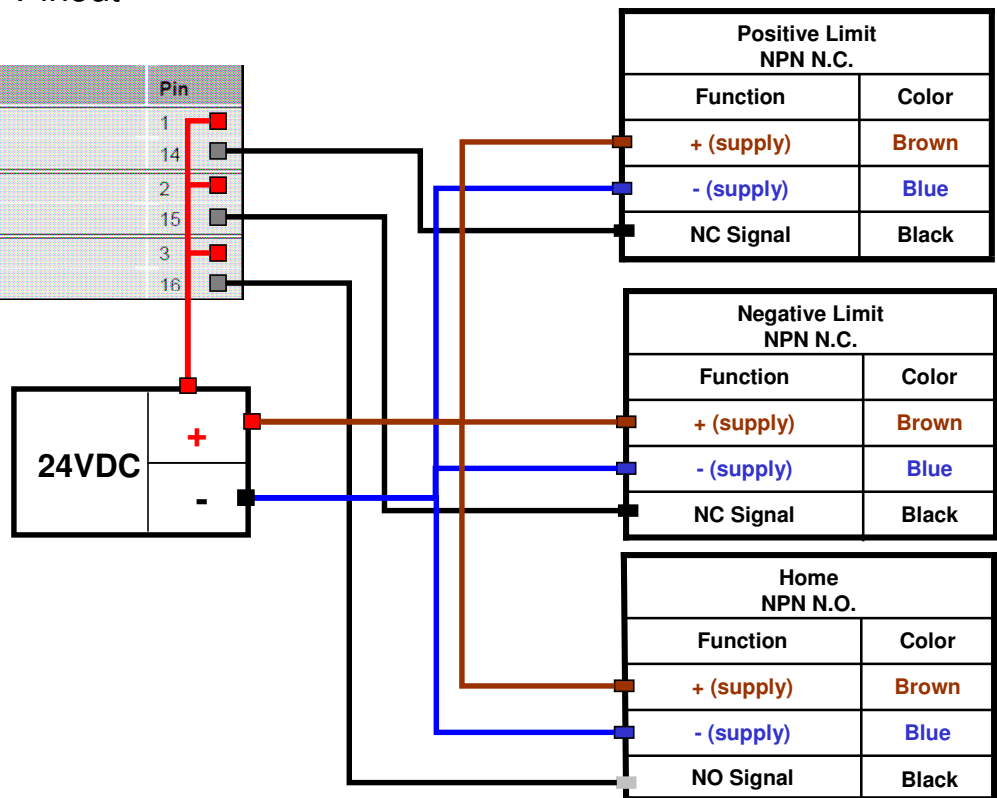 Pin
1
14
2
15
3
16
24VDC
+
-
Positive Limit
NPN N.C.
Function Color
+ (supply) Brown
- (supply) Blue
NC Signal Black
Negative Limit
NPN N.C.
Function Color
+ (supply) Brown
- (supply) Blue
NC Signal Black
Home
NPN N.O.
Function Color
+ (supply) Brown
- (supply) Blue
NO Signal Black